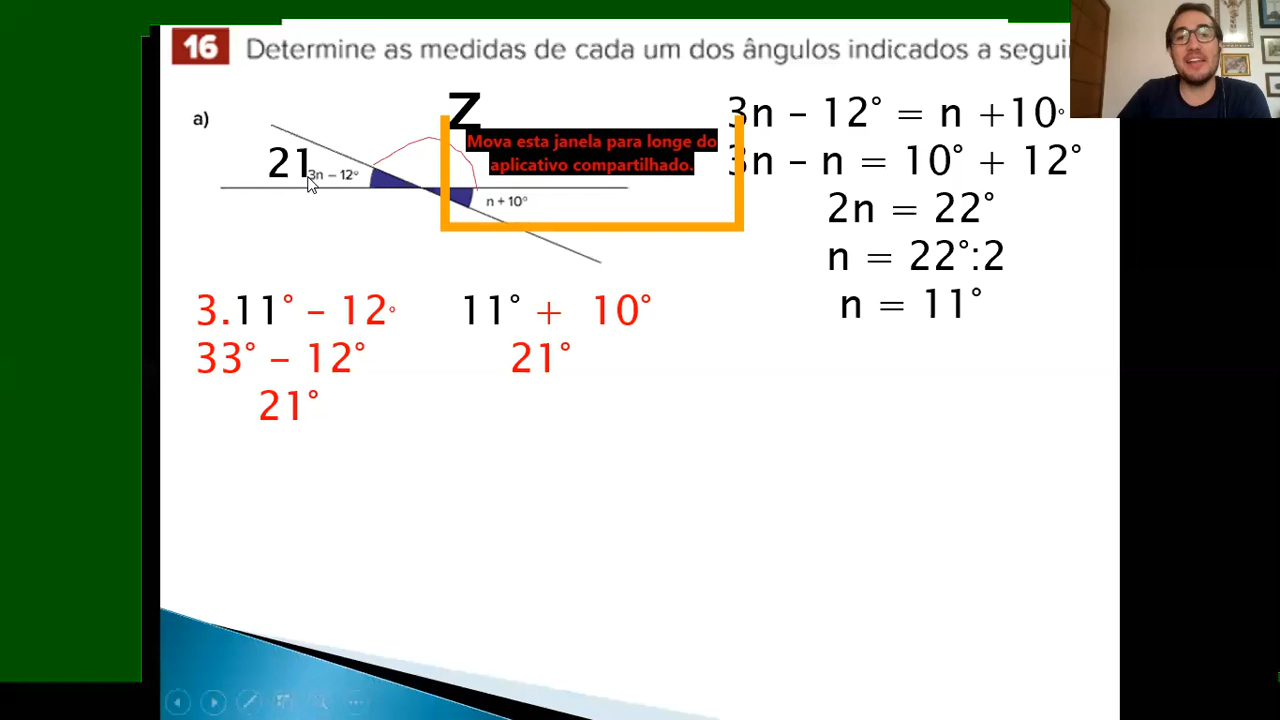 16 Determine as medidas de cada um dos ângulos indicados a segui
a)
Z
Mova esta janela para longe do
aplicativo compartilhado.
21
3n – 12°
n + 10°
3n – 12° = n +10°
3n – n = 10° + 12°
2n = 22°
n = 22°:2
n = 11°
3.11° – 12°
33° – 12°
21°
11° + 10°
21°